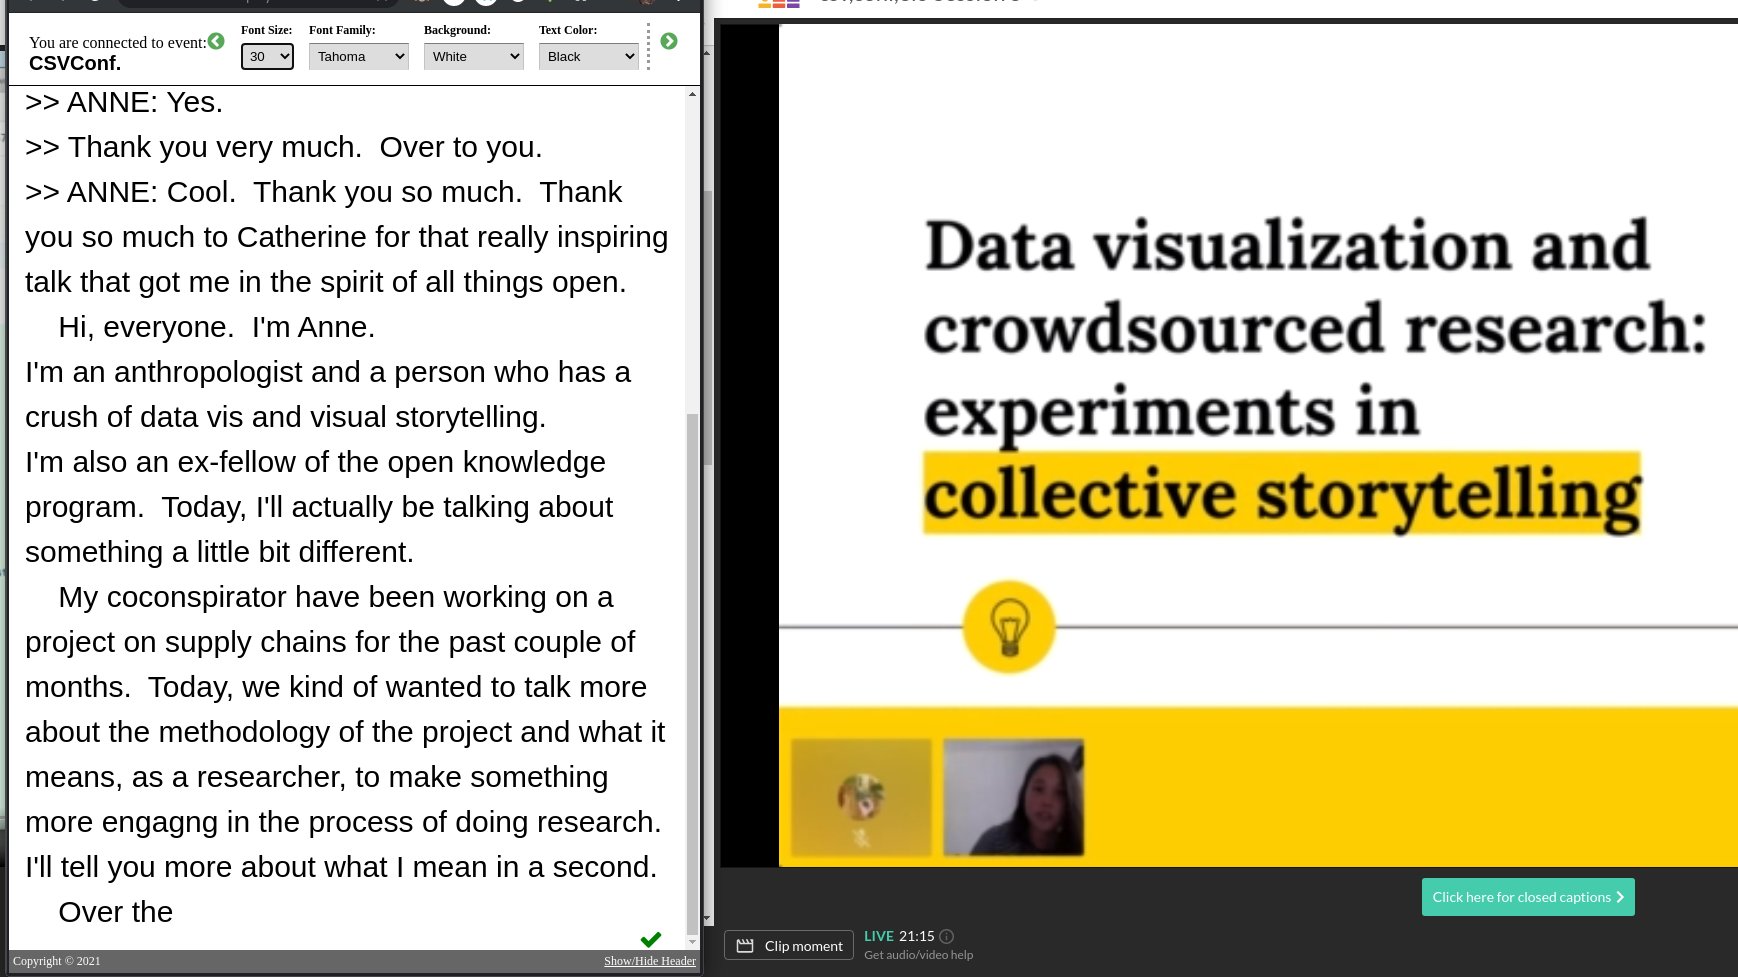 You are connected to event:
CSVConf.
Font Size:
30
Font Family:
Tahoma
Background:
White
Text Color:
Black
>> ANNE: Yes.
>> Thank you very much.  Over to you.
>> ANNE: Cool.  Thank you so much.  Thank
you so much to Catherine for that really inspiring
talk that got me in the spirit of all things open.
Hi, everyone.  I'm Anne.
I'm an anthropologist and a person who has a
crush of data vis and visual storytelling.
I'm also an ex-fellow of the open knowledge
program.  Today, I'll actually be talking about
something a little bit different.
My coconspirator have been working on a
project on supply chains for the past couple of
months.  Today, we kind of wanted to talk more
about the methodology of the project and what it
means, as a researcher, to make something
more engagng in the process of doing research.
I'll tell you more about what I mean in a second.
Over the
Copyright © 2021
Show/Hide Header
Data visualization and
crowdsourced research:
experiments in
collective storytelling
Click here for closed captions
Clip moment
LIVE 21:15
Get audio/video help